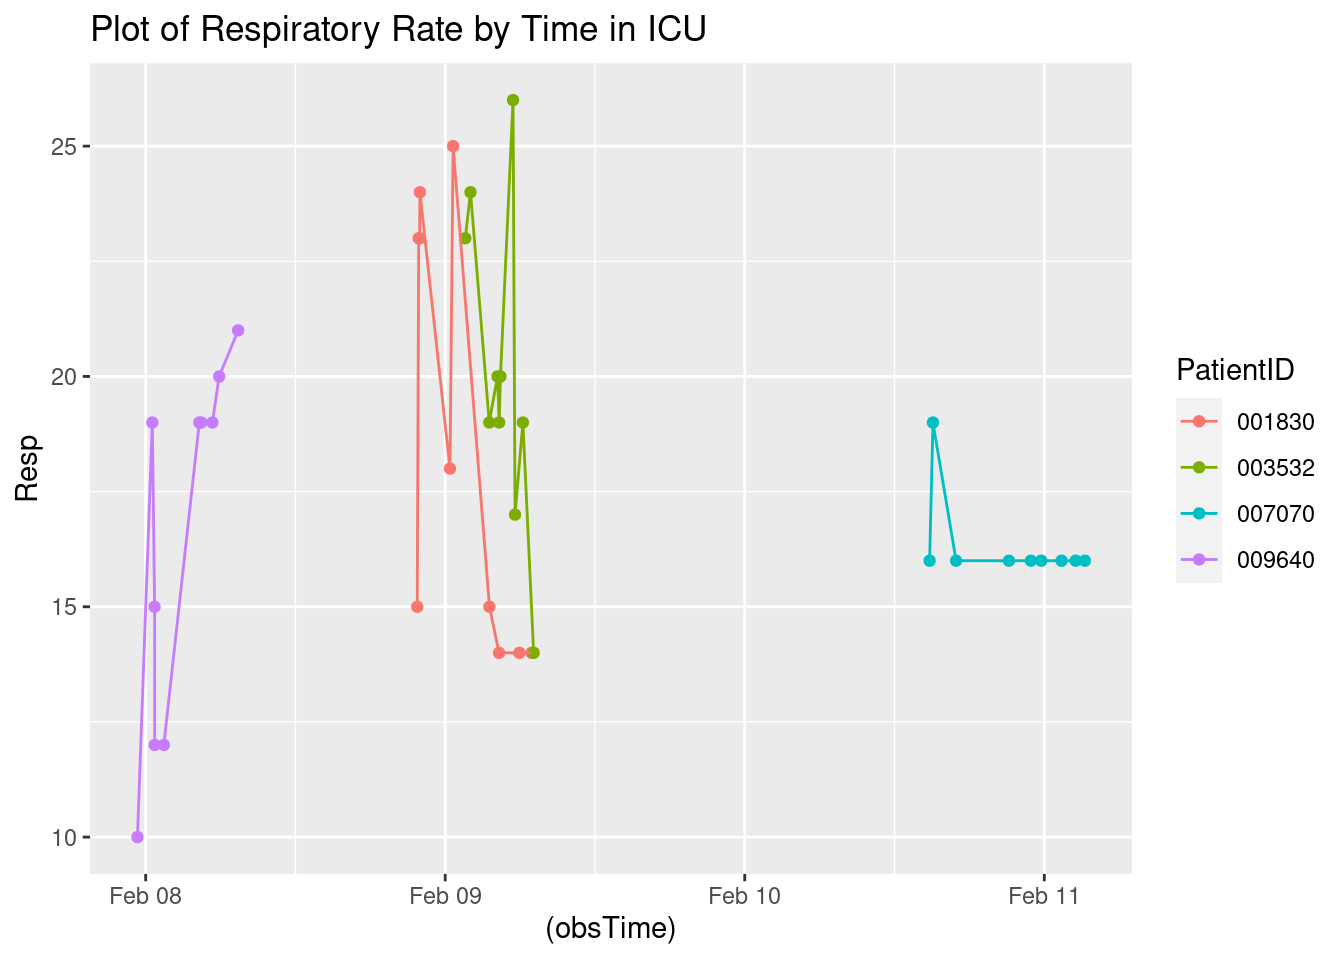 Plot of Respiratory Rate by Time in ICU
25
20
15
10
Resp
Feb 08
Feb 09
Feb 10
Feb 11
(obsTime)
PatientID
001830
003532
007070
009640